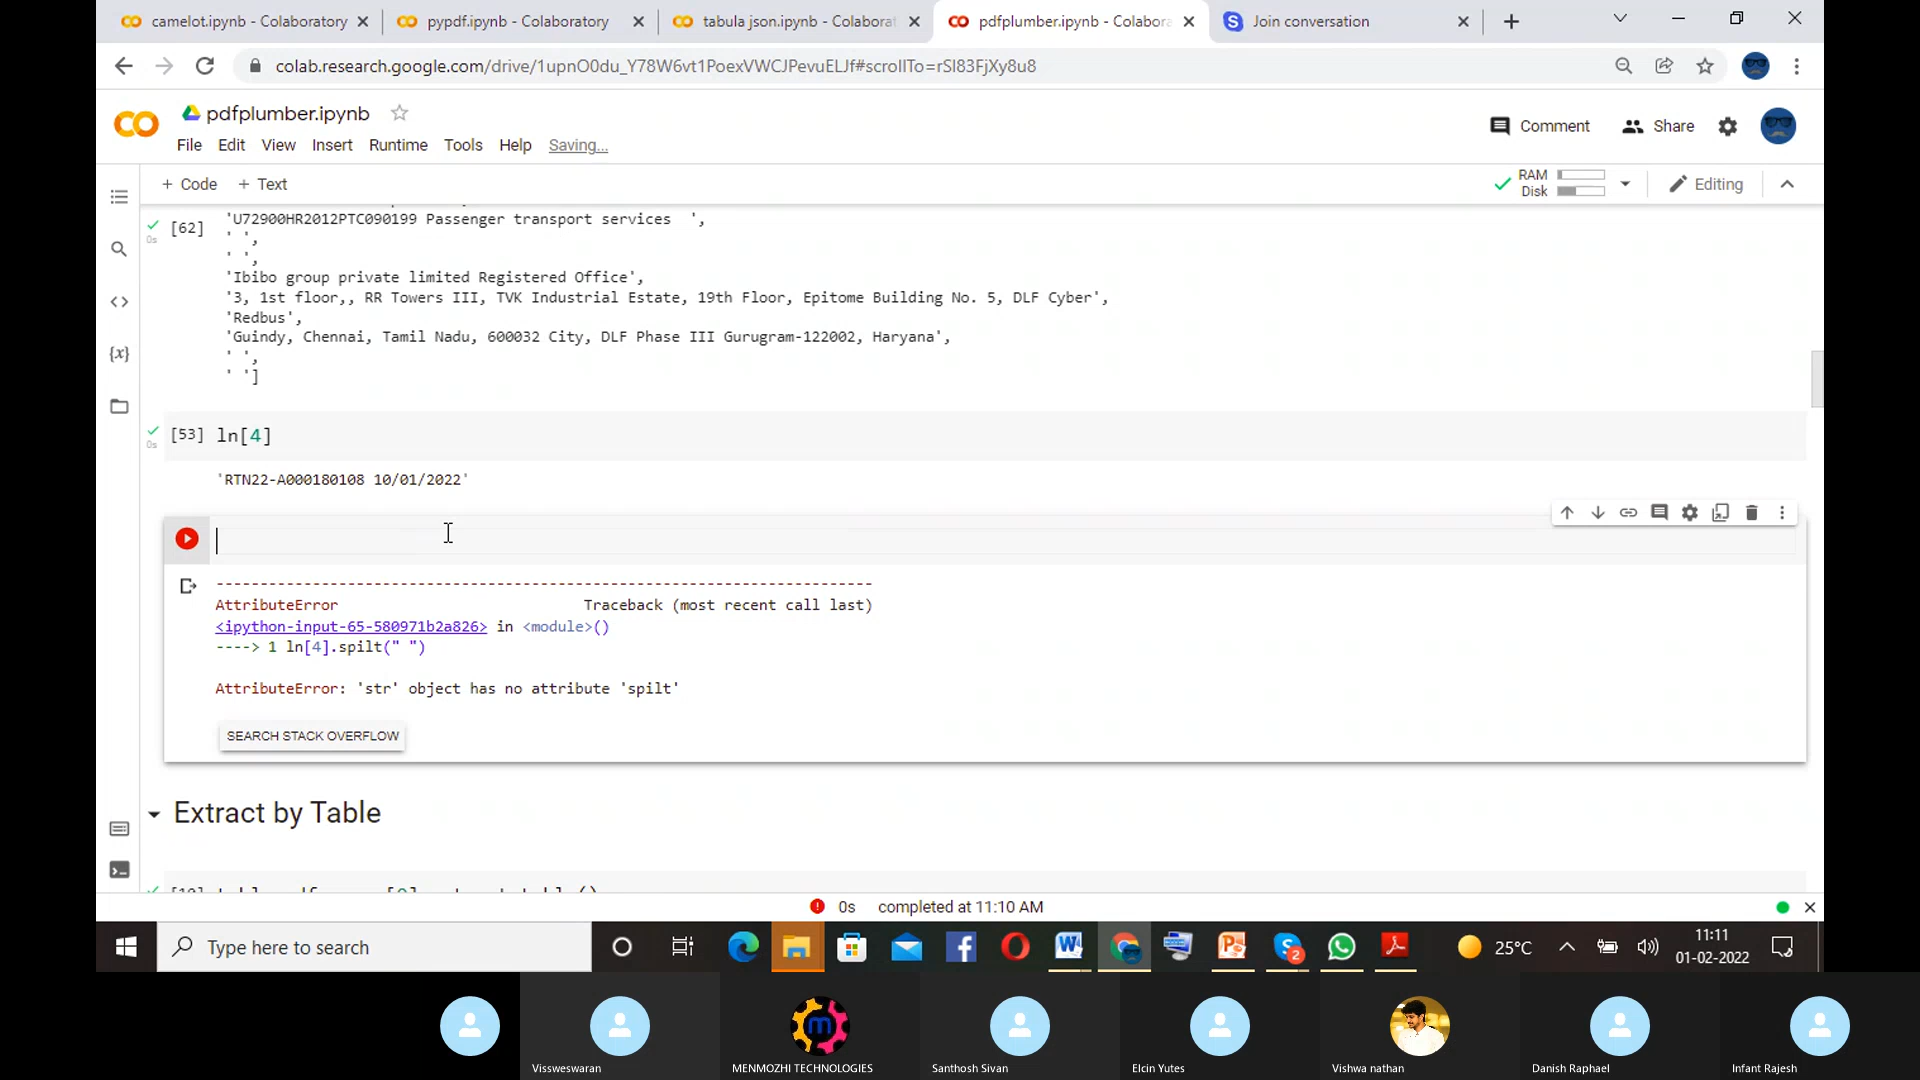 camelot.ipynb - Colaboratory
pypdf.ipynb - Colaboratory
tabula json.ipynb - Colaborat
pdfplumber.ipynb - Colabora
Join conversation
colab.research.google.com/drive/1upnO0du_Y78W6vt1PoexVWCJPevuELJf#scrollTo=rSl83FjXy8u8
pdfplumber.ipynb
Comment
Share
File Edit View Insert Runtime Tools Help Saving...
+ Code + Text
RAM
Disk
Editing
[62]
'U72900HR2012PTC090199 Passenger transport services  ',
' ',
' ',
'Ibibo group private limited Registered Office',
'3, 1st floor,, RR Towers III, TVK Industrial Estate, 19th Floor, Epitome Building No. 5, DLF Cyber',
'Redbus',
'Guindy, Chennai, Tamil Nadu, 600032 City, DLF Phase III Gurugram-122002, Haryana',
' ',
' ']
0s
[53] ln[4]
0s
'RTN22-A000180108 10/01/2022'
---------------------------------------------------------------------------
AttributeError                            Traceback (most recent call last)
<ipython-input-65-580971b2a826> in <module>()
----> 1 ln[4].spilt(" ")
AttributeError: 'str' object has no attribute 'spilt'
SEARCH STACK OVERFLOW
Extract by Table
0s completed at 11:10 AM
Type here to search
2
25°C
11:11
01-02-2022
Vissweswaran
MENMOZHI TECHNOLOGIES
Santhosh Sivan
Elcin Yutes
Vishwa nathan
Danish Raphael
Infant Rajesh